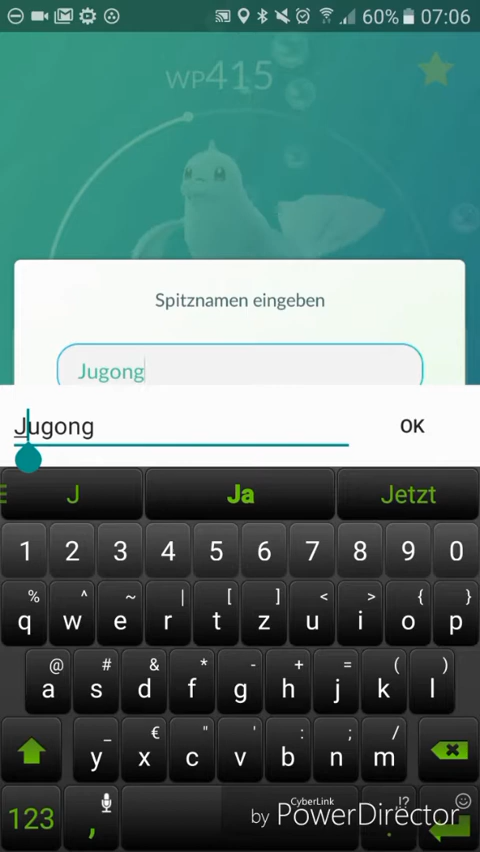 60% 07:06
WP415
Spitznamen eingeben
Jugong
Jugong OK
J Ja Jetzt
1 2 3 4 5 6 7 8 9 0
% ^ ~ | [ ] < > { }
q w e r t z u i o p
@ # & * - + = ( )
a s d f g h j k l
_ € " ' : ; /
y x c v b n m
123 , . !?
by CyberLink PowerDirector